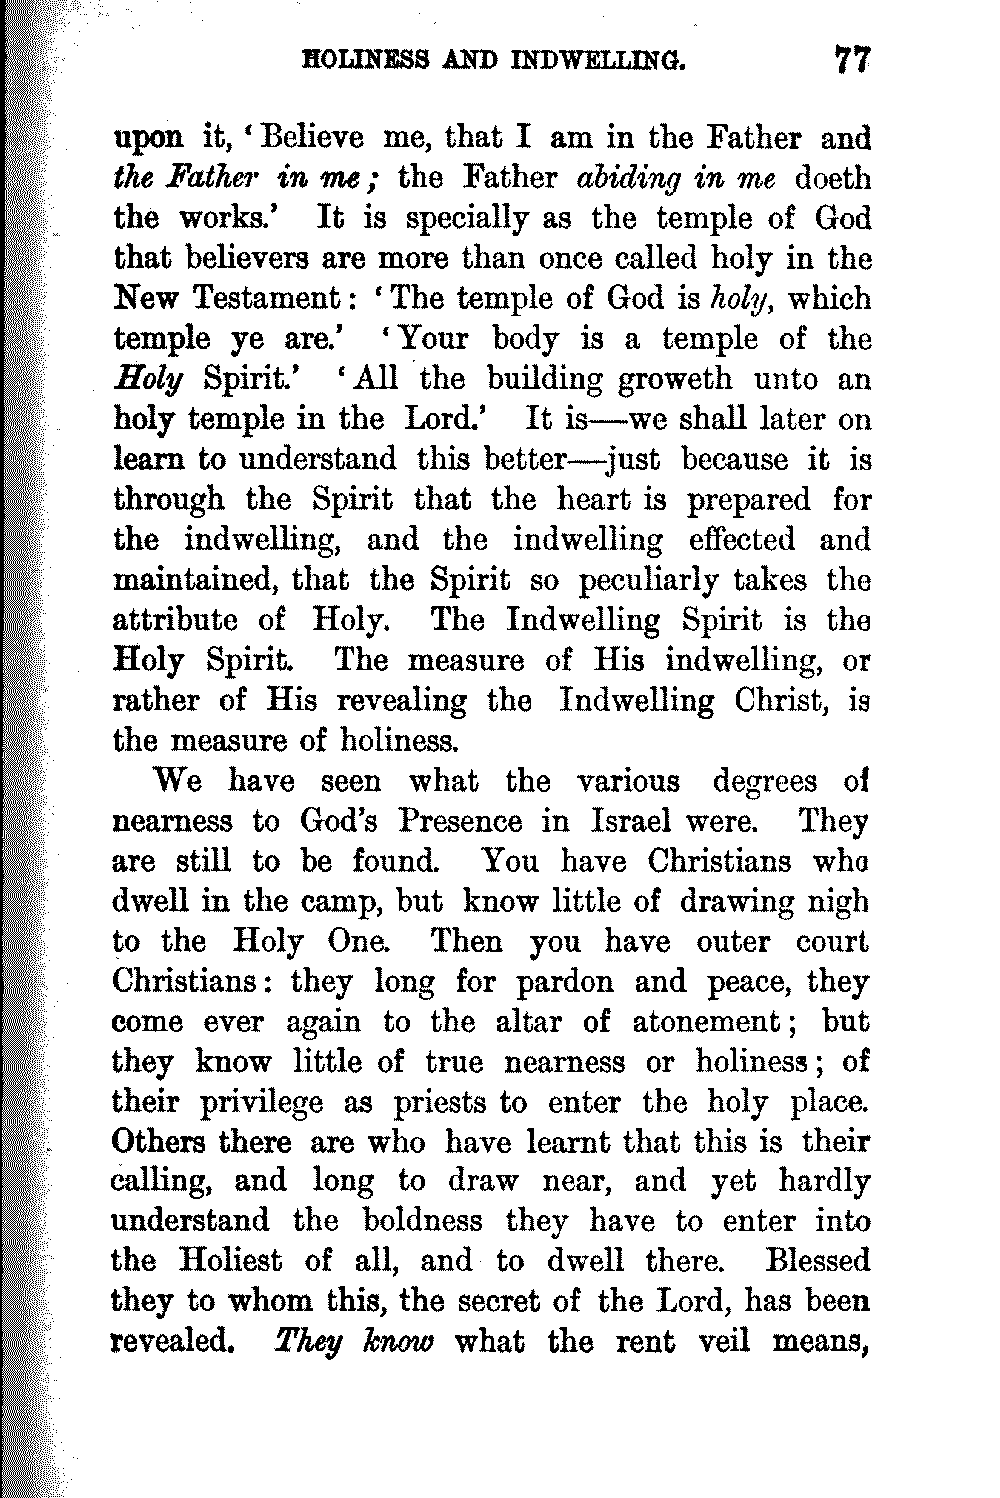 HOLINESS AND INDWELLING. 77
upon it, ‘Believe me, that I am in the Father and
the Father in me; the Father abiding in me doeth
the works.’ It is specially as the temple of God
that believers are more than once called holy in the
New Testament: ‘The temple of God is holy, which
temple ye are.’ ‘Your body is a temple of the
Holy Spirit.’ ‘All the building groweth unto an
holy temple in the Lord.’ It is—we shall later on
learn to understand this better—just because it is
through the Spirit that the heart is prepared for
the indwelling, and the indwelling effected and
maintained, that the Spirit so peculiarly takes the
attribute of Holy. The Indwelling Spirit is the
Holy Spirit. The measure of His indwelling, or
rather of His revealing the Indwelling Christ, is
the measure of holiness.
We have seen what the various degrees of
nearness to God’s Presence in Israel were. They
are still to be found. You have Christians who
dwell in the camp, but know little of drawing nigh
to the Holy One. Then you have outer court
Christians: they long for pardon and peace, they
come ever again to the altar of atonement; but
they know little of true nearness or holiness; of
their privilege as priests to enter the holy place.
Others there are who have learnt that this is their
calling, and long to draw near, and yet hardly
understand the boldness they have to enter into
the Holiest of all, and to dwell there. Blessed
they to whom this, the secret of the Lord, has been
revealed. They know what the rent veil means,